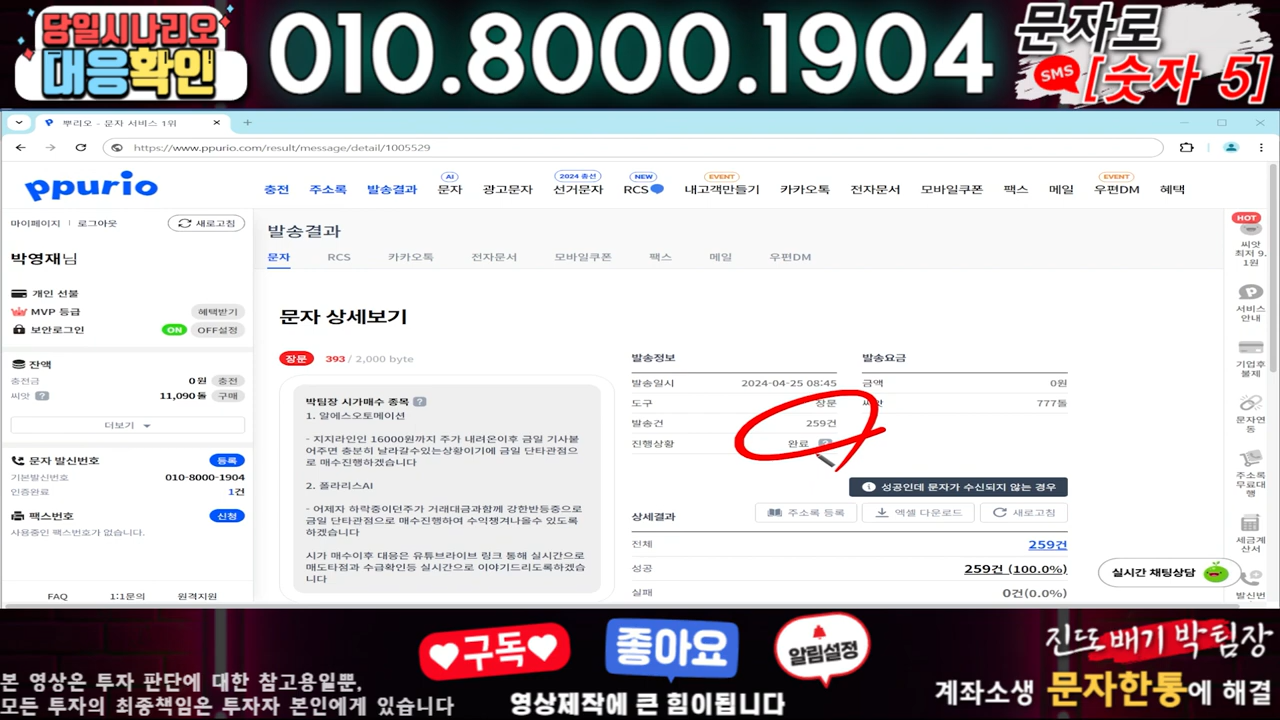 당일시나리오
대응확인
010.8000.1904
문자로
SMS [숫자 5]
뿌리오 - 문자 서비스 1위
https://www.ppurio.com/result/message/detail/1005529
ppurio
충전 주소록 발송결과 AI 문자 광고문자 2024 총선 선거문자 NEW RCS EVENT 내고객만들기 카카오톡 전자문서 모바일쿠폰 팩스 메일 EVENT 우편DM 혜택
마이페이지 로그아웃 새로고침
박영재님
개인 선불
MVP 등급 혜택받기
보안로그인 ON OFF설정
잔액
충전금 0원 충전
씨앗 ? 11,090톨 구매
더보기
문자 발신번호 등록
기본발신번호 010-8000-1904
인증완료 1건
팩스번호 신청
사용중인 팩스번호가 없습니다.
FAQ 1:1문의 원격지원
발송결과
문자 RCS 카카오톡 전자문서 모바일쿠폰 팩스 메일 우편DM
문자 상세보기
장문 393 / 2,000 byte
박팀장 시가매수 종목 ?
1. 알에스오토메이션
- 지지라인인 16000원까지 주가 내려온이후 금일 기사붙
어주면 충분히 날라갈수있는상황이기에 금일 단타관점으
로 매수진행하겠습니다
2. 폴라리스AI
- 어제자 하락중이던주가 거래대금과함께 강한반등중으로
금일 단타관점으로 매수진행하여 수익챙겨나올수 있도록
하겠습니다
시가 매수이후 대응은 유튜브라이브 링크 통해 실시간으로
매도타점과 수급확인등 실시간으로 이야기드리도록하겠습
니다
발송정보
발송일시 2024-04-25 08:45
도구 장문
발송건 259건
진행상황 완료 ?
발송요금
금액 0원
씨앗 777톨
성공인데 문자가 수신되지 않는 경우
상세결과 주소록 등록 엑셀 다운로드 새로고침
전체 259건
성공 259건 (100.0%)
실패 0건(0.0%)
HOT
씨앗
최저 9.
1원
서비스
안내
기업후
불제
문자연
동
주소록
무료대
행
세금계
산서
발신번
실시간 채팅상담
구독
좋아요
알림설정
영상제작에 큰 힘이됩니다
본 영상은 투자 판단에 대한 참고용일뿐,
모든 투자의 최종책임은 투자자 본인에게 있습니다
진또배기 박팀장
계좌소생 문자한통에 해결